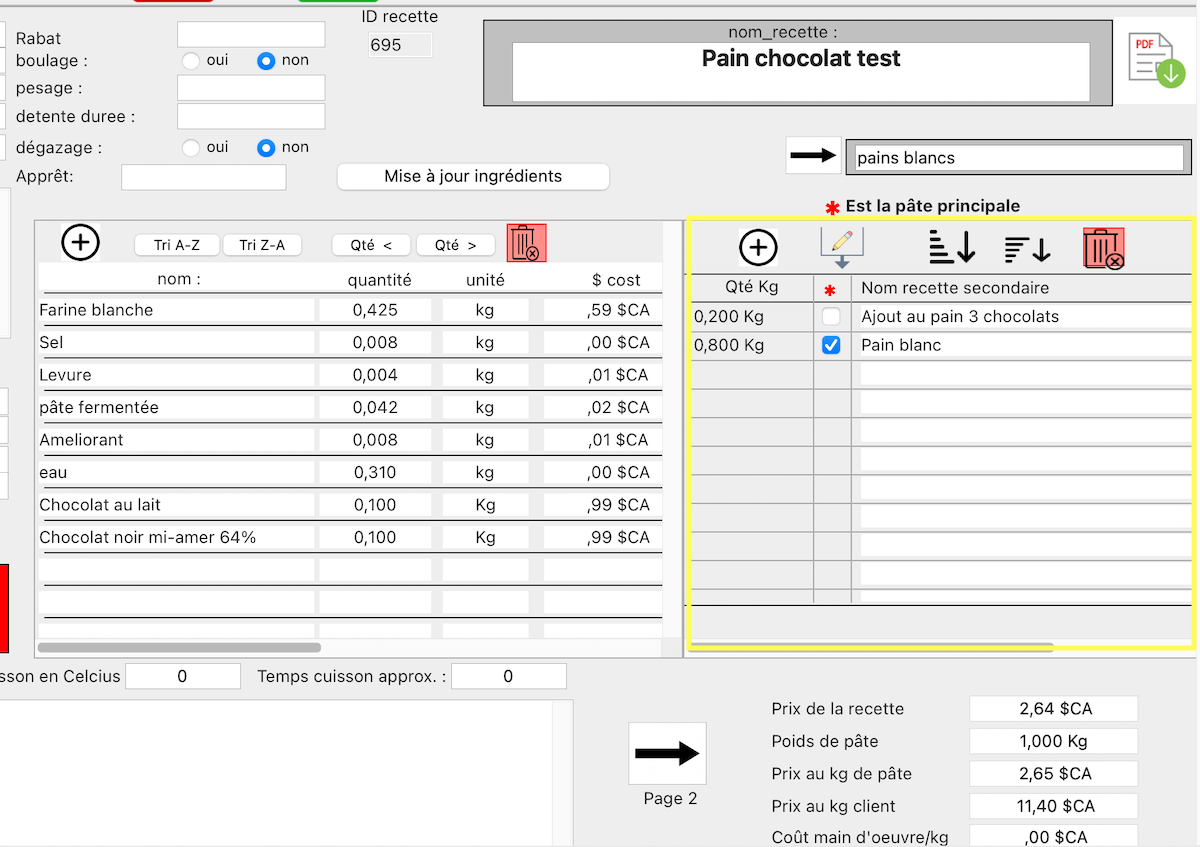 ID recette
695
Rabat
boulage : oui non
pesage :
detente duree :
dégazage : oui non
Apprêt:
Mise à jour ingrédients
nom_recette :
Pain chocolat test
PDF
pains blancs
* Est la pâte principale
Tri A-Z Tri Z-A Qté < Qté >
nom : quantité unité $ cost
Farine blanche 0,425 kg ,59 $CA
Sel 0,008 kg ,00 $CA
Levure 0,004 kg ,01 $CA
pâte fermentée 0,042 kg ,02 $CA
Ameliorant 0,008 kg ,01 $CA
eau 0,310 kg ,00 $CA
Chocolat au lait 0,100 Kg ,99 $CA
Chocolat noir mi-amer 64% 0,100 Kg ,99 $CA
Qté Kg * Nom recette secondaire
0,200 Kg Ajout au pain 3 chocolats
0,800 Kg Pain blanc
sson en Celcius 0 Temps cuisson approx. : 0
Page 2
Prix de la recette 2,64 $CA
Poids de pâte 1,000 Kg
Prix au kg de pâte 2,65 $CA
Prix au kg client 11,40 $CA
Coût main d'oeuvre/kg ,00 $CA